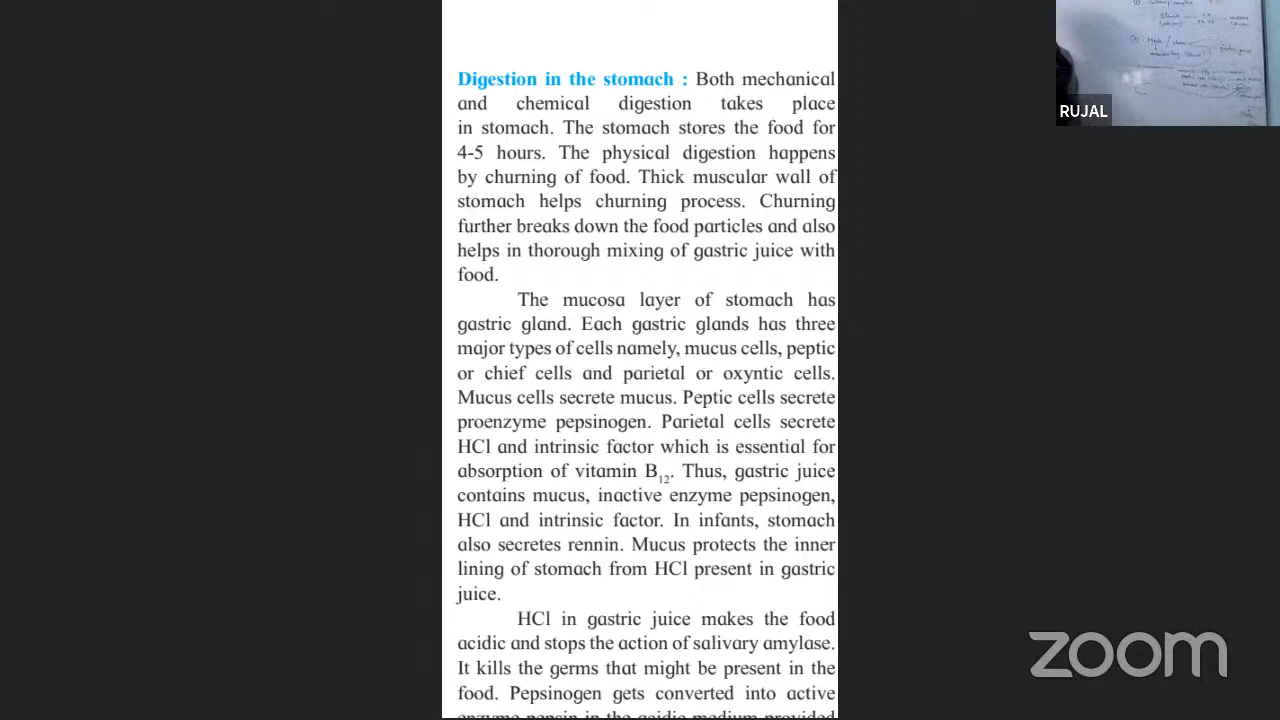 Digestion in the stomach : Both mechanical
and chemical digestion takes place
in stomach. The stomach stores the food for
4-5 hours. The physical digestion happens
by churning of food. Thick muscular wall of
stomach helps churning process. Churning
further breaks down the food particles and also
helps in thorough mixing of gastric juice with
food.
The mucosa layer of stomach has
gastric gland. Each gastric glands has three
major types of cells namely, mucus cells, peptic
or chief cells and parietal or oxyntic cells.
Mucus cells secrete mucus. Peptic cells secrete
proenzyme pepsinogen. Parietal cells secrete
HCl and intrinsic factor which is essential for
absorption of vitamin B12. Thus, gastric juice
contains mucus, inactive enzyme pepsinogen,
HCl and intrinsic factor. In infants, stomach
also secretes rennin. Mucus protects the inner
lining of stomach from HCl present in gastric
juice.
HCl in gastric juice makes the food
acidic and stops the action of salivary amylase.
It kills the germs that might be present in the
food. Pepsinogen gets converted into active
enzyme pepsin in the acidic medium provided
RUJAL
zoom